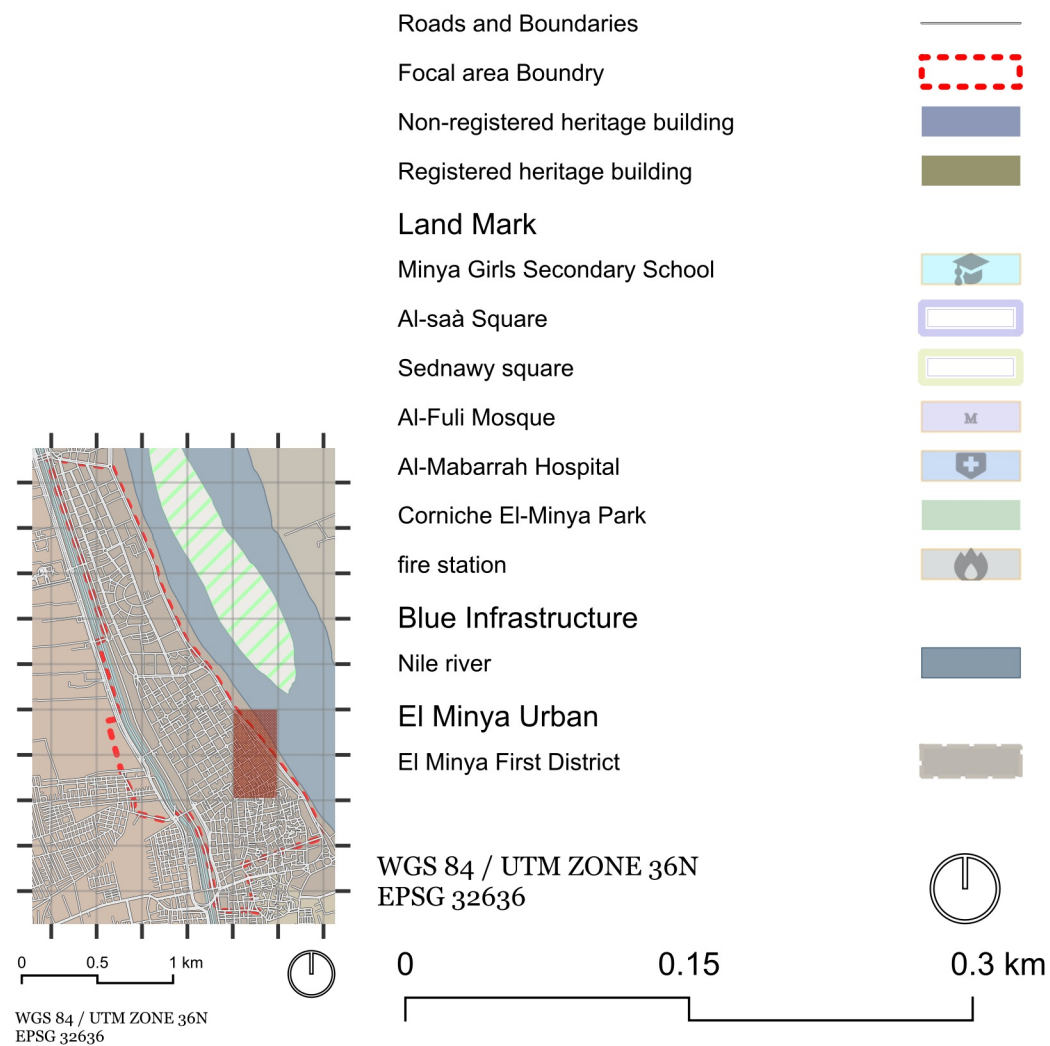 Roads and Boundaries
Focal area Boundry
Non-registered heritage building
Registered heritage building
Land Mark
Minya Girls Secondary School
Al-saà Square
Sednawy square
Al-Fuli Mosque
M
Al-Mabarrah Hospital
Corniche El-Minya Park
fire station
Blue Infrastructure
Nile river
El Minya Urban
El Minya First District
WGS 84 / UTM ZONE 36N
EPSG 32636
0 0.15 0.3 km
0 0.5 1 km
WGS 84 / UTM ZONE 36N
EPSG 32636